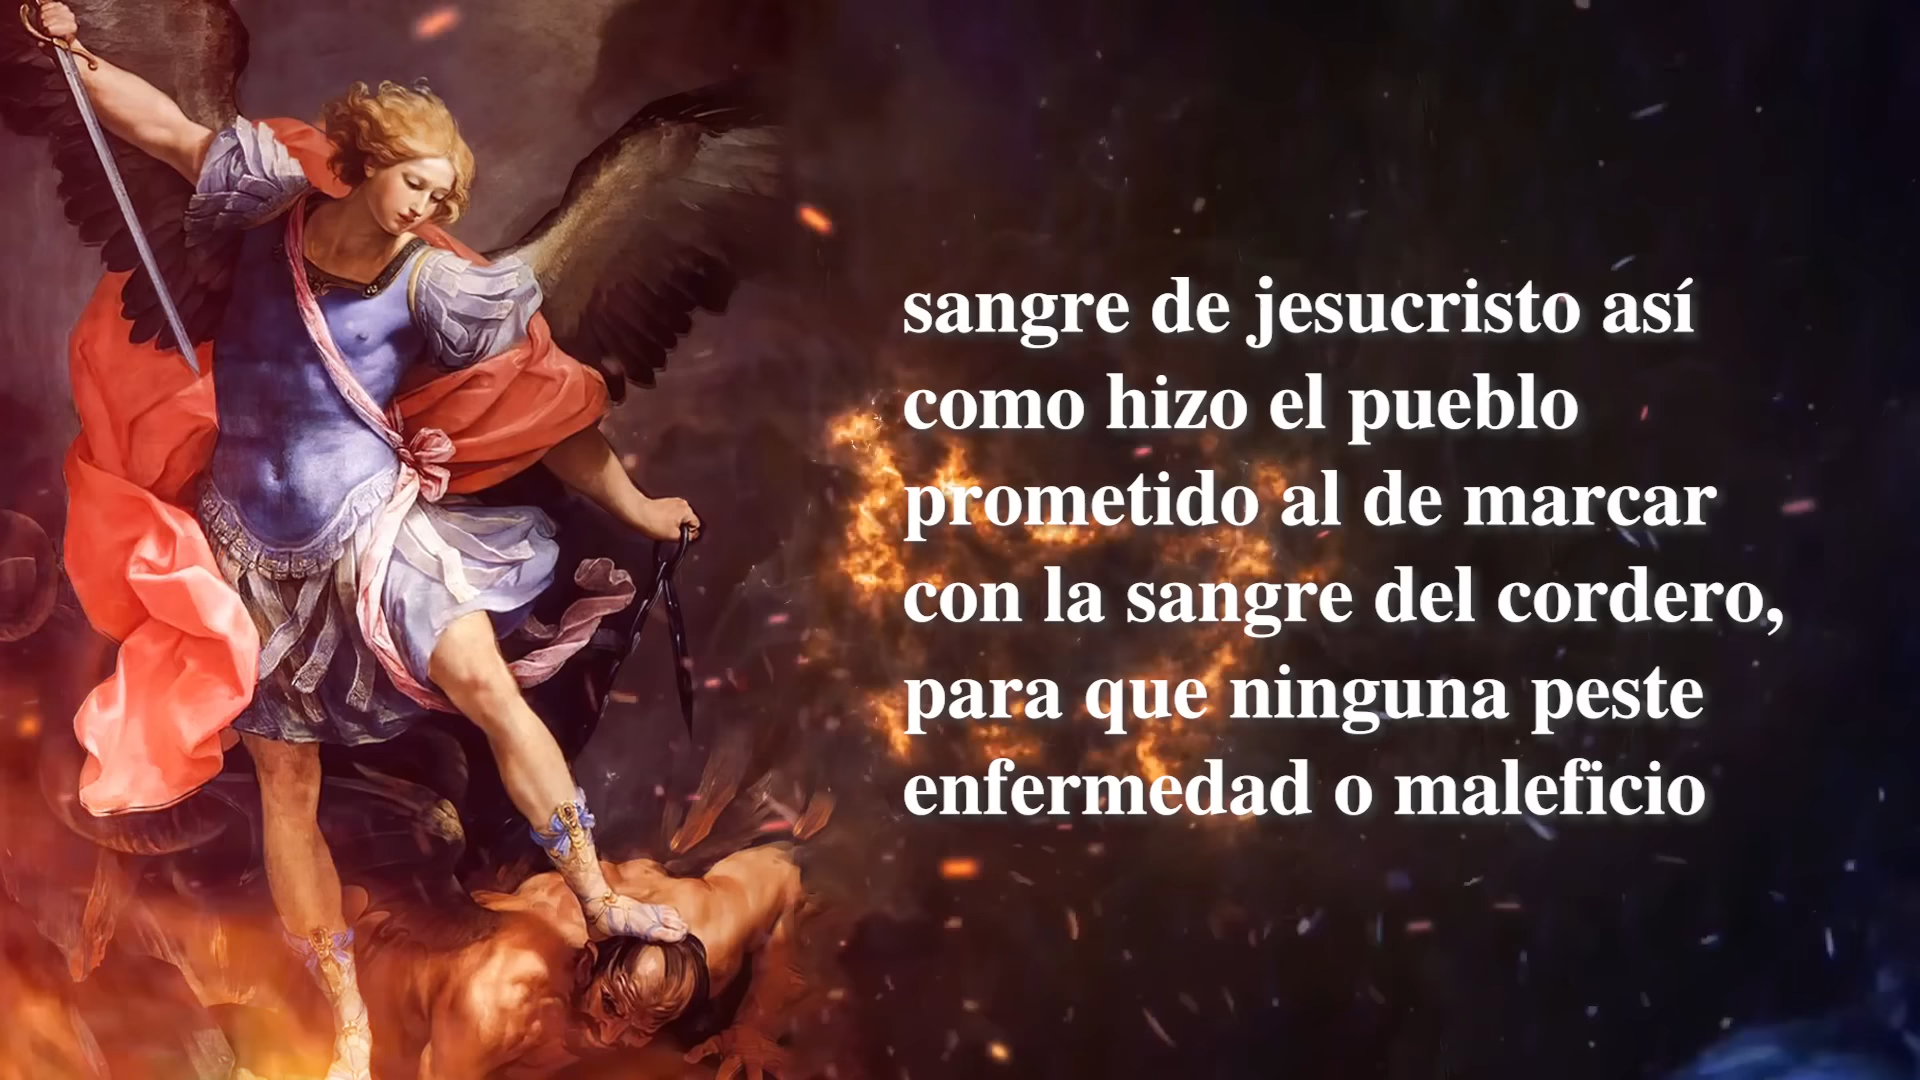 sangre de jesucristo así
como hizo el pueblo
prometido al de marcar
con la sangre del cordero,
para que ninguna peste
enfermedad o maleficio